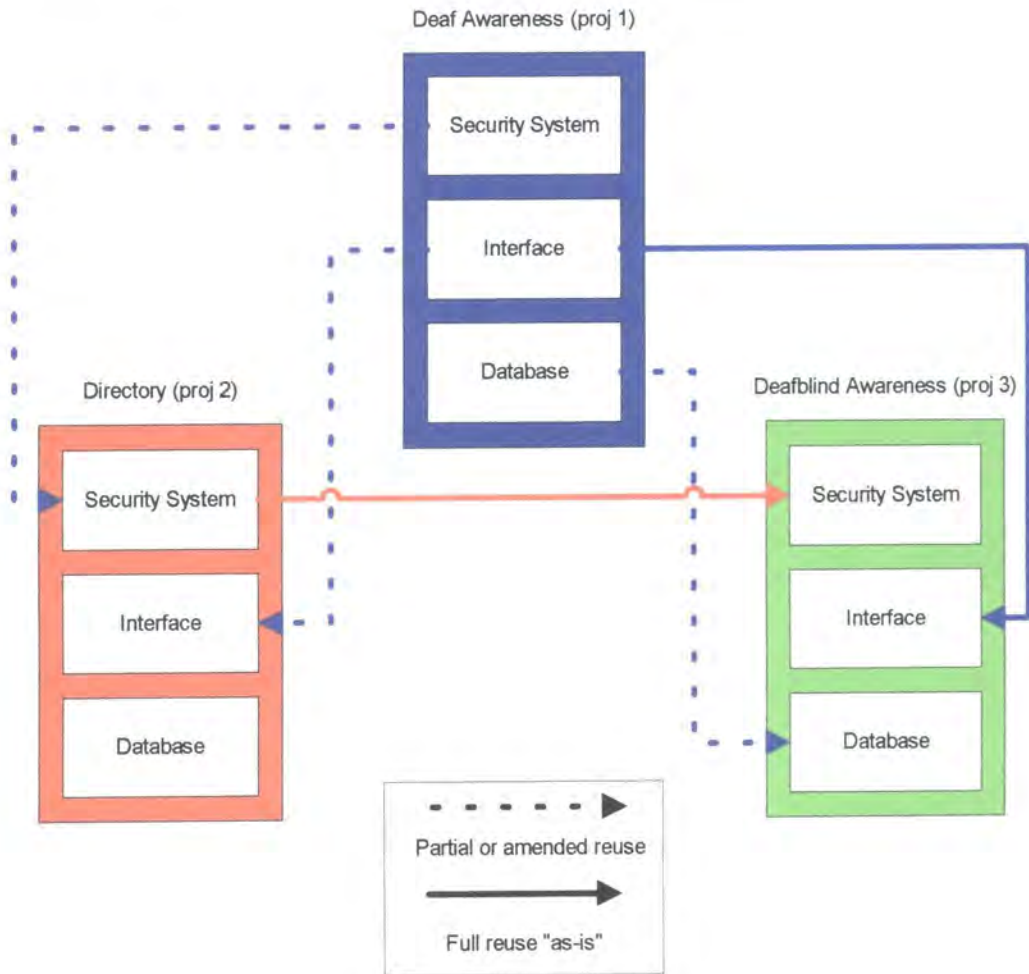 Deaf Awareness (proj 1)
Security System
Interface
Database
Directory (proj 2)
Security System
Interface
Database
Deafblind Awareness (proj 3)
Security System
Interface
Database
Partial or amended reuse
Full reuse "as-is"